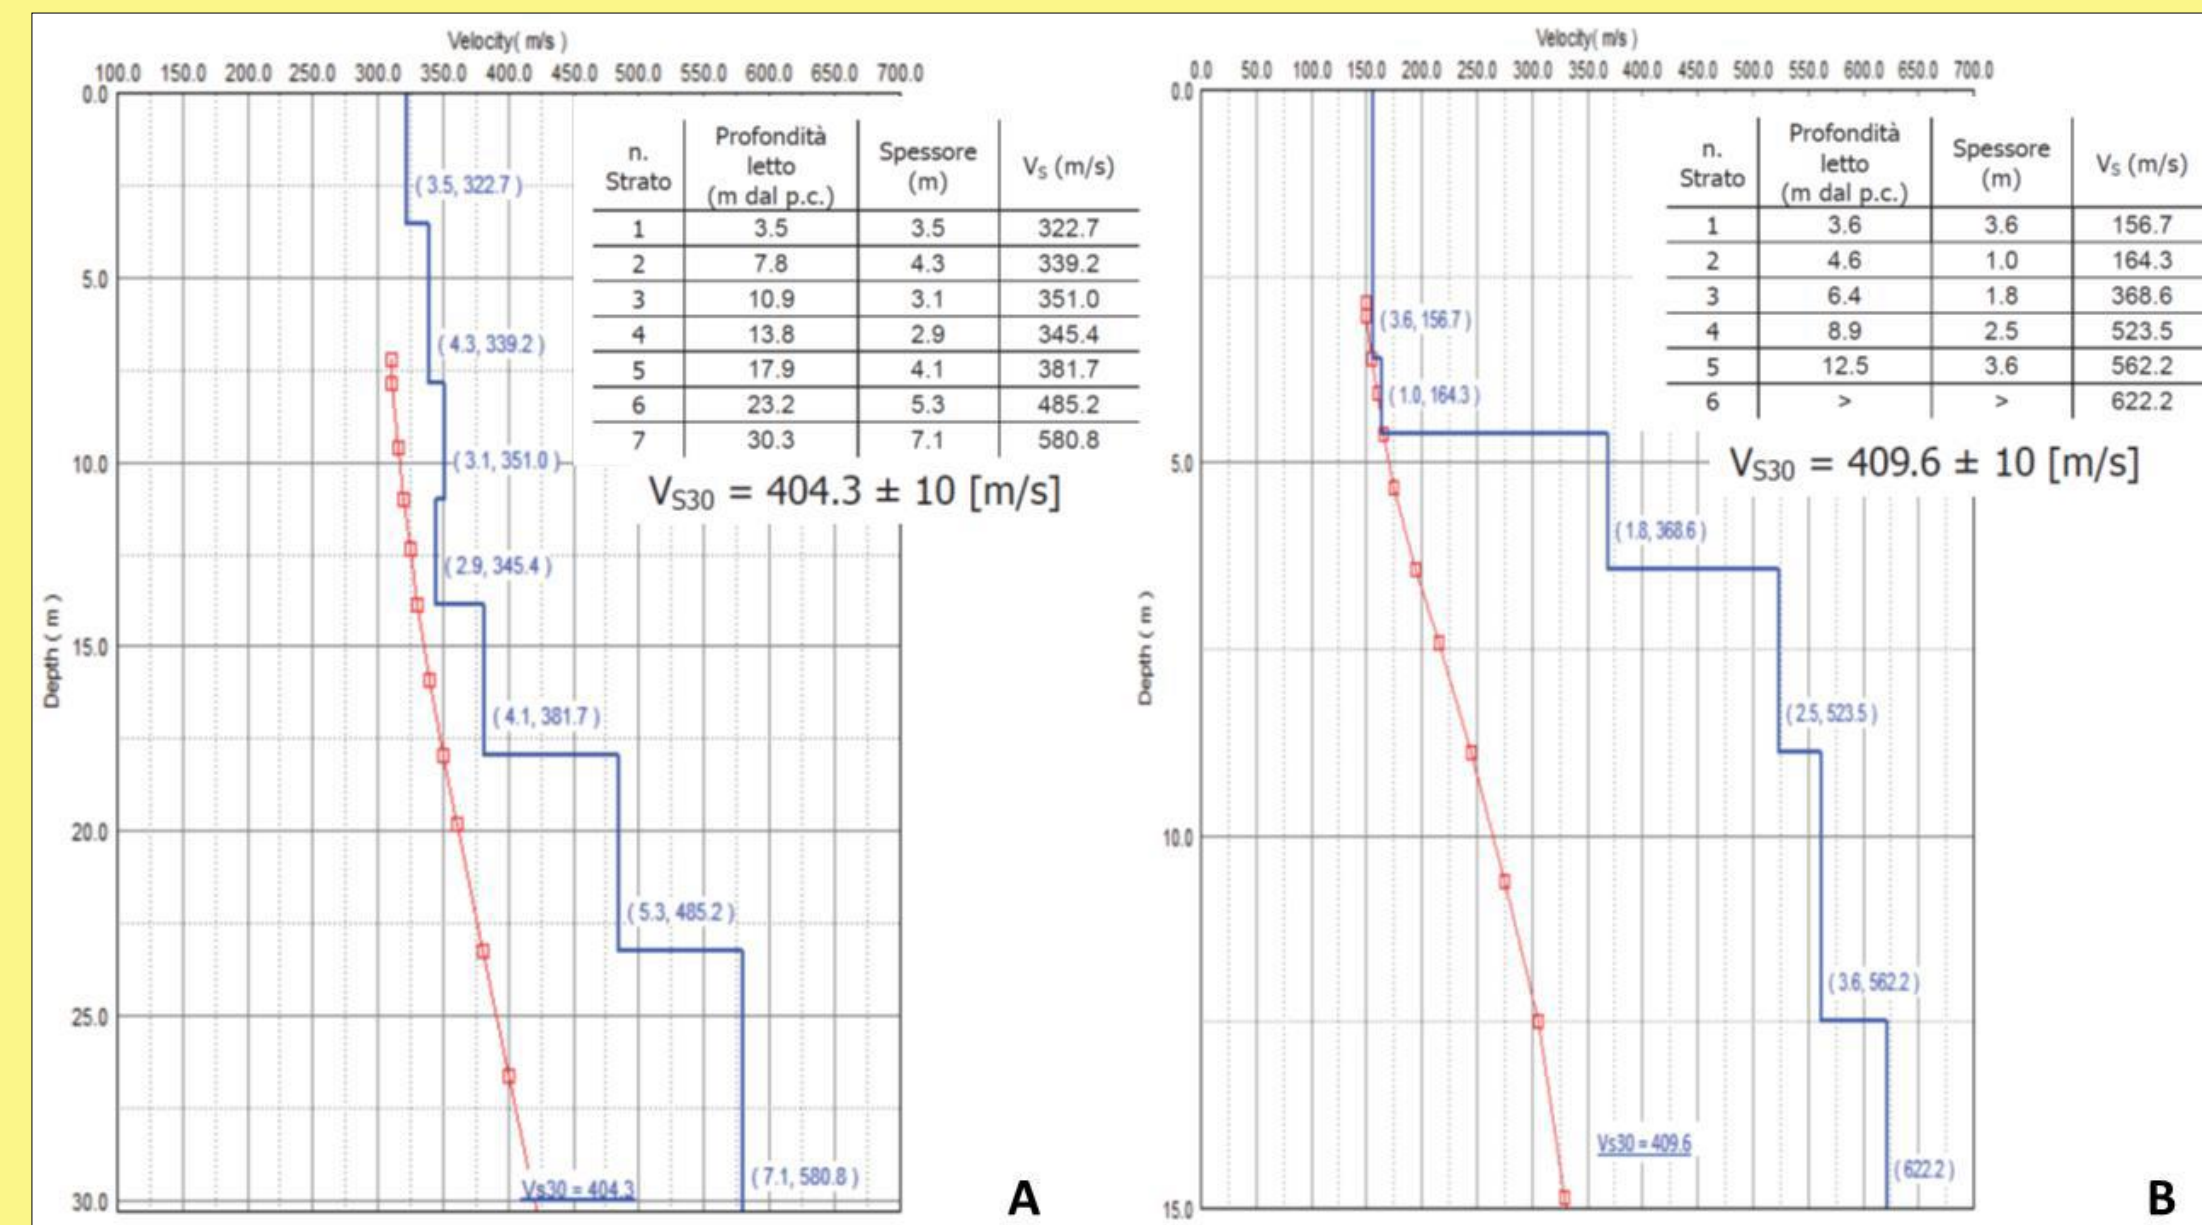 Velocity( m/s )
100.0 150.0 200.0 250.0 300.0 350.0 400.0 450.0 500.0 550.0 600.0 650.0 700.0
0.0
5.0
10.0
15.0
20.0
25.0
30.0
Depth ( m )
( 3.5, 322.7 )
( 4.3, 339.2 )
( 3.1, 351.0 )
( 2.9, 345.4 )
( 4.1, 381.7 )
( 5.3, 485.2 )
( 7.1, 580.8 )
Vs30 = 404.3
n. Strato Profondità letto (m dal p.c.) Spessore (m) VS (m/s)
1 3.5 3.5 322.7
2 7.8 4.3 339.2
3 10.9 3.1 351.0
4 13.8 2.9 345.4
5 17.9 4.1 381.7
6 23.2 5.3 485.2
7 30.3 7.1 580.8
VS30 = 404.3 ± 10 [m/s]
A
Velocity( m/s )
0.0 50.0 100.0 150.0 200.0 250.0 300.0 350.0 400.0 450.0 500.0 550.0 600.0 650.0 700.0
0.0
5.0
10.0
15.0
Depth ( m )
( 3.6, 156.7 )
( 1.0, 164.3 )
( 1.8, 368.6 )
( 2.5, 523.5 )
( 3.6, 562.2 )
( 622.2 )
Vs30 = 409.6
n. Strato Profondità letto (m dal p.c.) Spessore (m) VS (m/s)
1 3.6 3.6 156.7
2 4.6 1.0 164.3
3 6.4 1.8 368.6
4 8.9 2.5 523.5
5 12.5 3.6 562.2
6 > > 622.2
VS30 = 409.6 ± 10 [m/s]
B